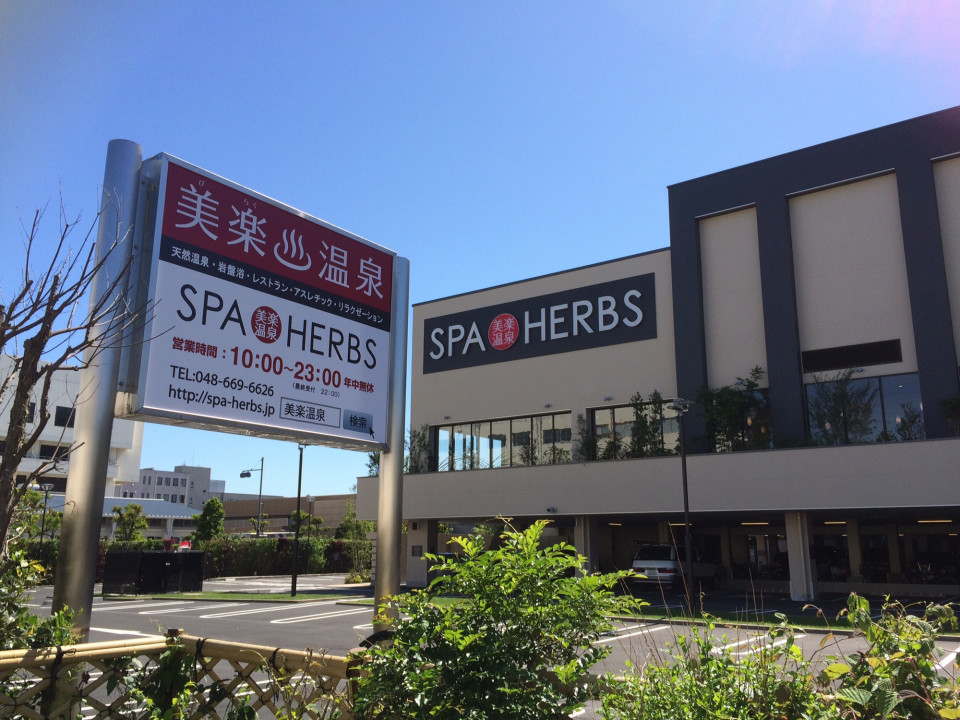 びらく
美楽♨温泉
天然温泉・岩盤浴・レストラン・アスレチック・リラクゼーション
SPA 美楽温泉 HERBS
営業時間：10:00~23:00 年中無休
（最終受付 22:00）
TEL:048-669-6626
http://spa-herbs.jp 美楽温泉 検索
SPA 美楽温泉 HERBS